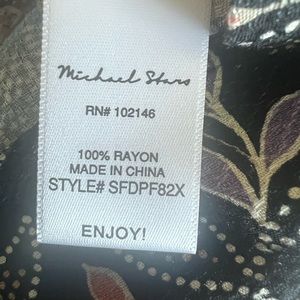 Michael Stars
RN# 102146
100% RAYON
MADE IN CHINA
STYLE# SFDPF82X
ENJOY!